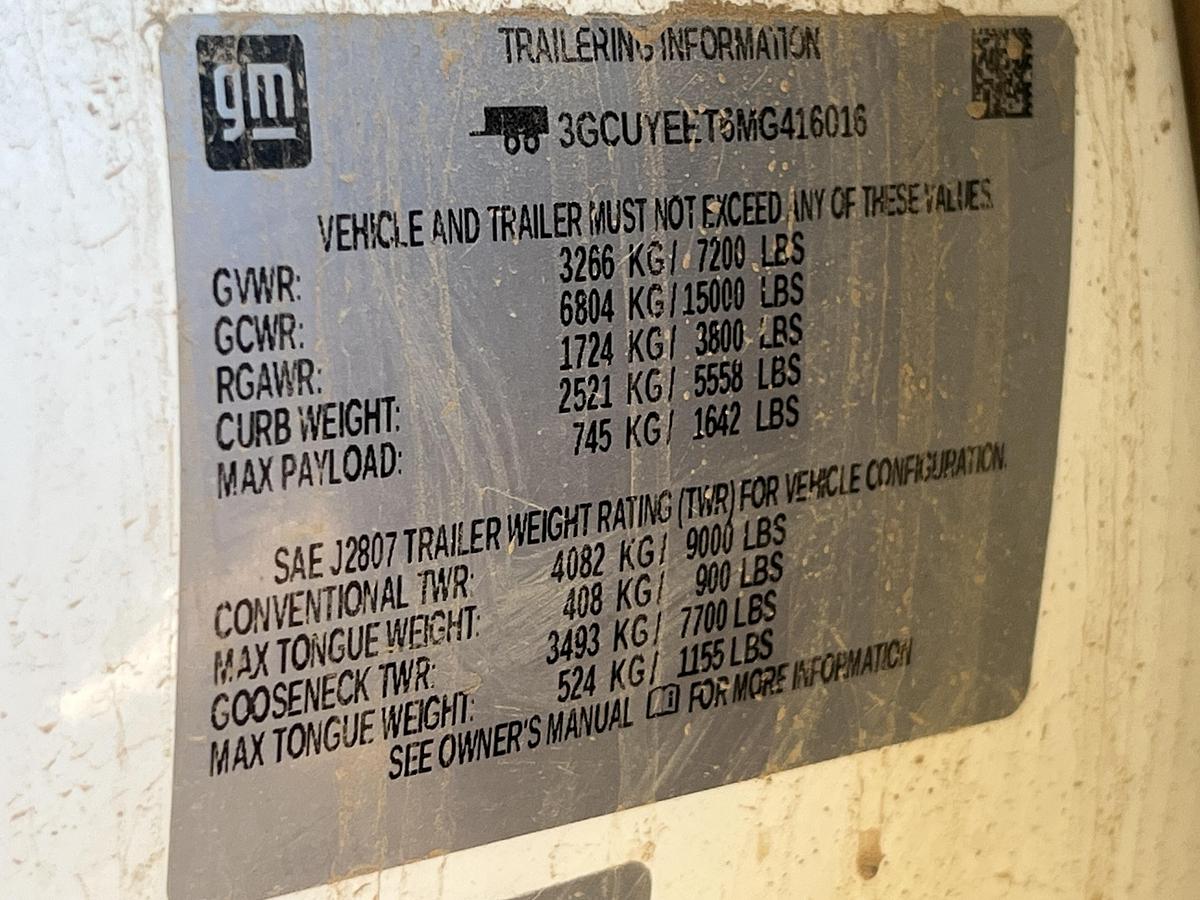 gm
TRAILERING INFORMATION
3GCUYEET6MG416016
VEHICLE AND TRAILER MUST NOT EXCEED ANY OF THESE VALUES.
GVWR: 3266 KG / 7200 LBS
GCWR: 6804 KG / 15000 LBS
RGAWR: 1724 KG / 3800 LBS
CURB WEIGHT: 2521 KG / 5558 LBS
MAX PAYLOAD: 745 KG / 1642 LBS
SAE J2807 TRAILER WEIGHT RATING (TWR) FOR VEHICLE CONFIGURATION.
CONVENTIONAL TWR: 4082 KG / 9000 LBS
MAX TONGUE WEIGHT: 408 KG / 900 LBS
GOOSENECK TWR: 3493 KG / 7700 LBS
MAX TONGUE WEIGHT: 524 KG / 1155 LBS
SEE OWNER'S MANUAL FOR MORE INFORMATION